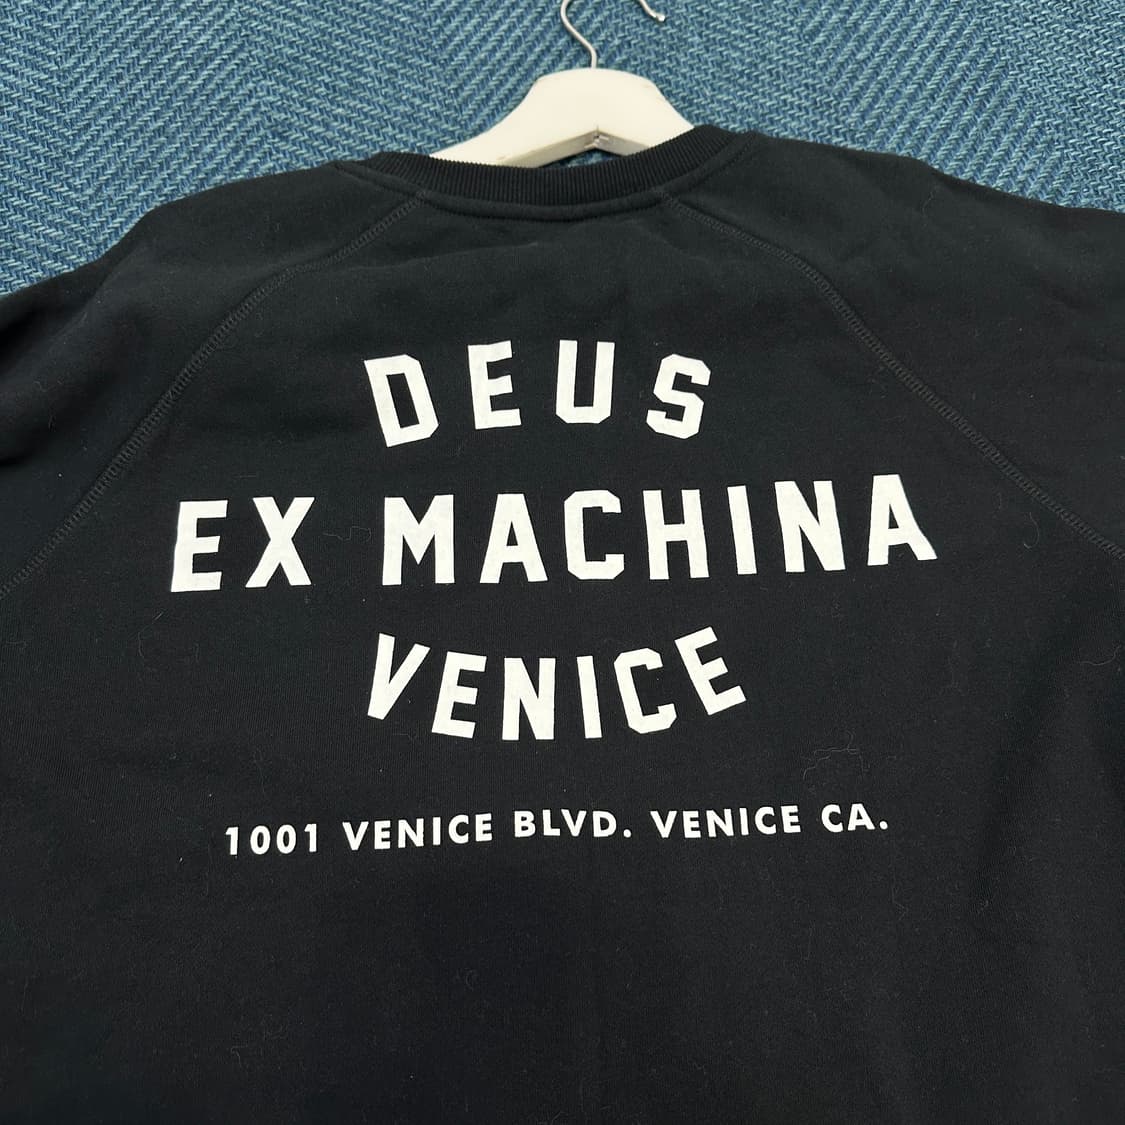 DEUS
EX MACHINA
VENICE
1001 VENICE BLVD. VENICE CA.